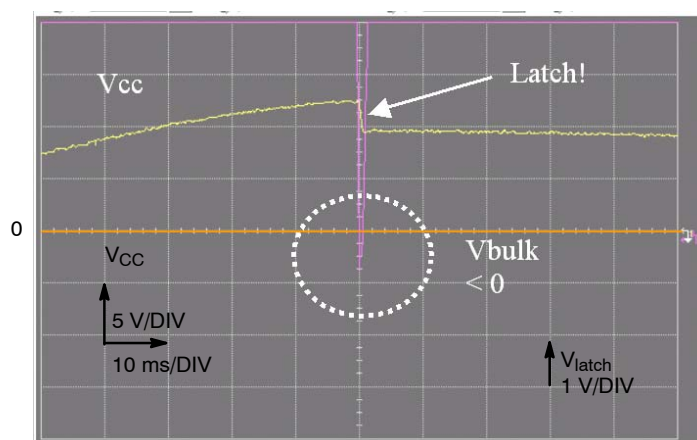 Vcc
Latch!
0
VCC
Vbulk
< 0
5 V/DIV
10 ms/DIV
Vlatch
1 V/DIV